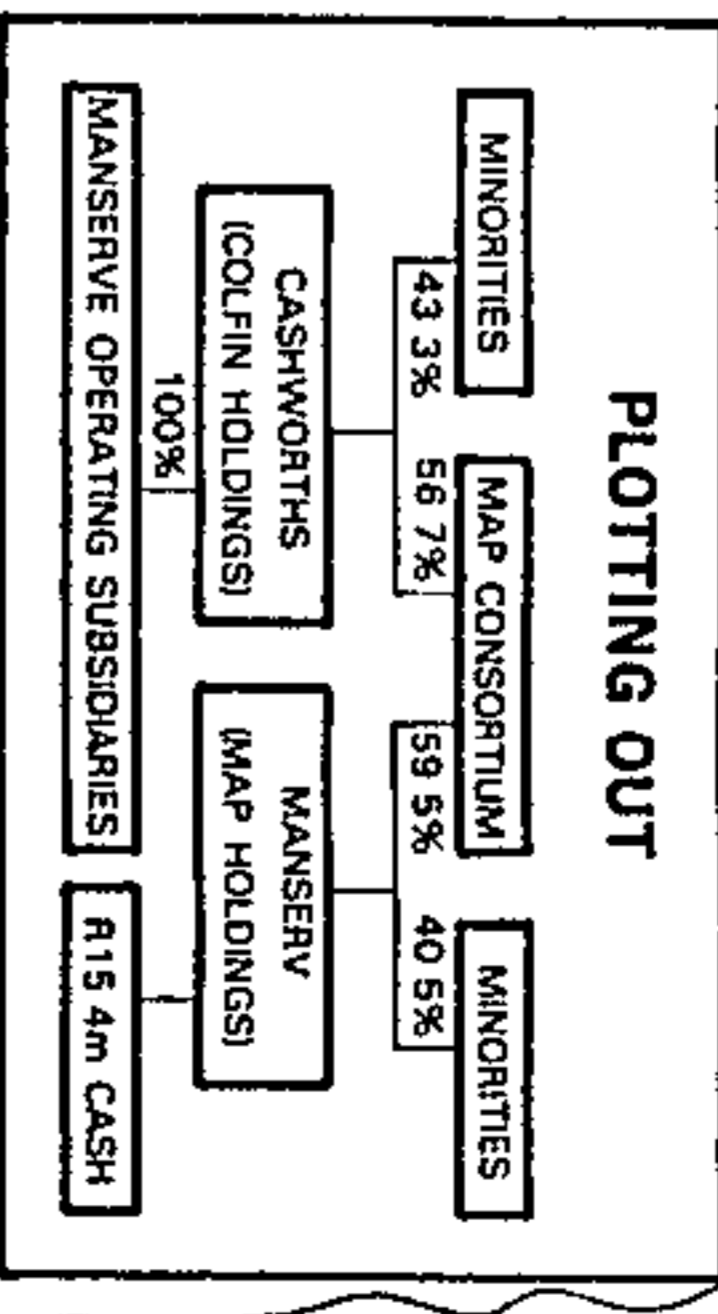 PLOTTING OUT
MINORITIES
MAP CONSORTIUM
MINORITIES
43 3%
56 7%
59 5%
40 5%
CASHWORTHS
(COLFIN HOLDINGS)
MANSERV
(MAP HOLDINGS)
100%
MANSERVE OPERATING SUBSIDIARIES
R15 4m CASH